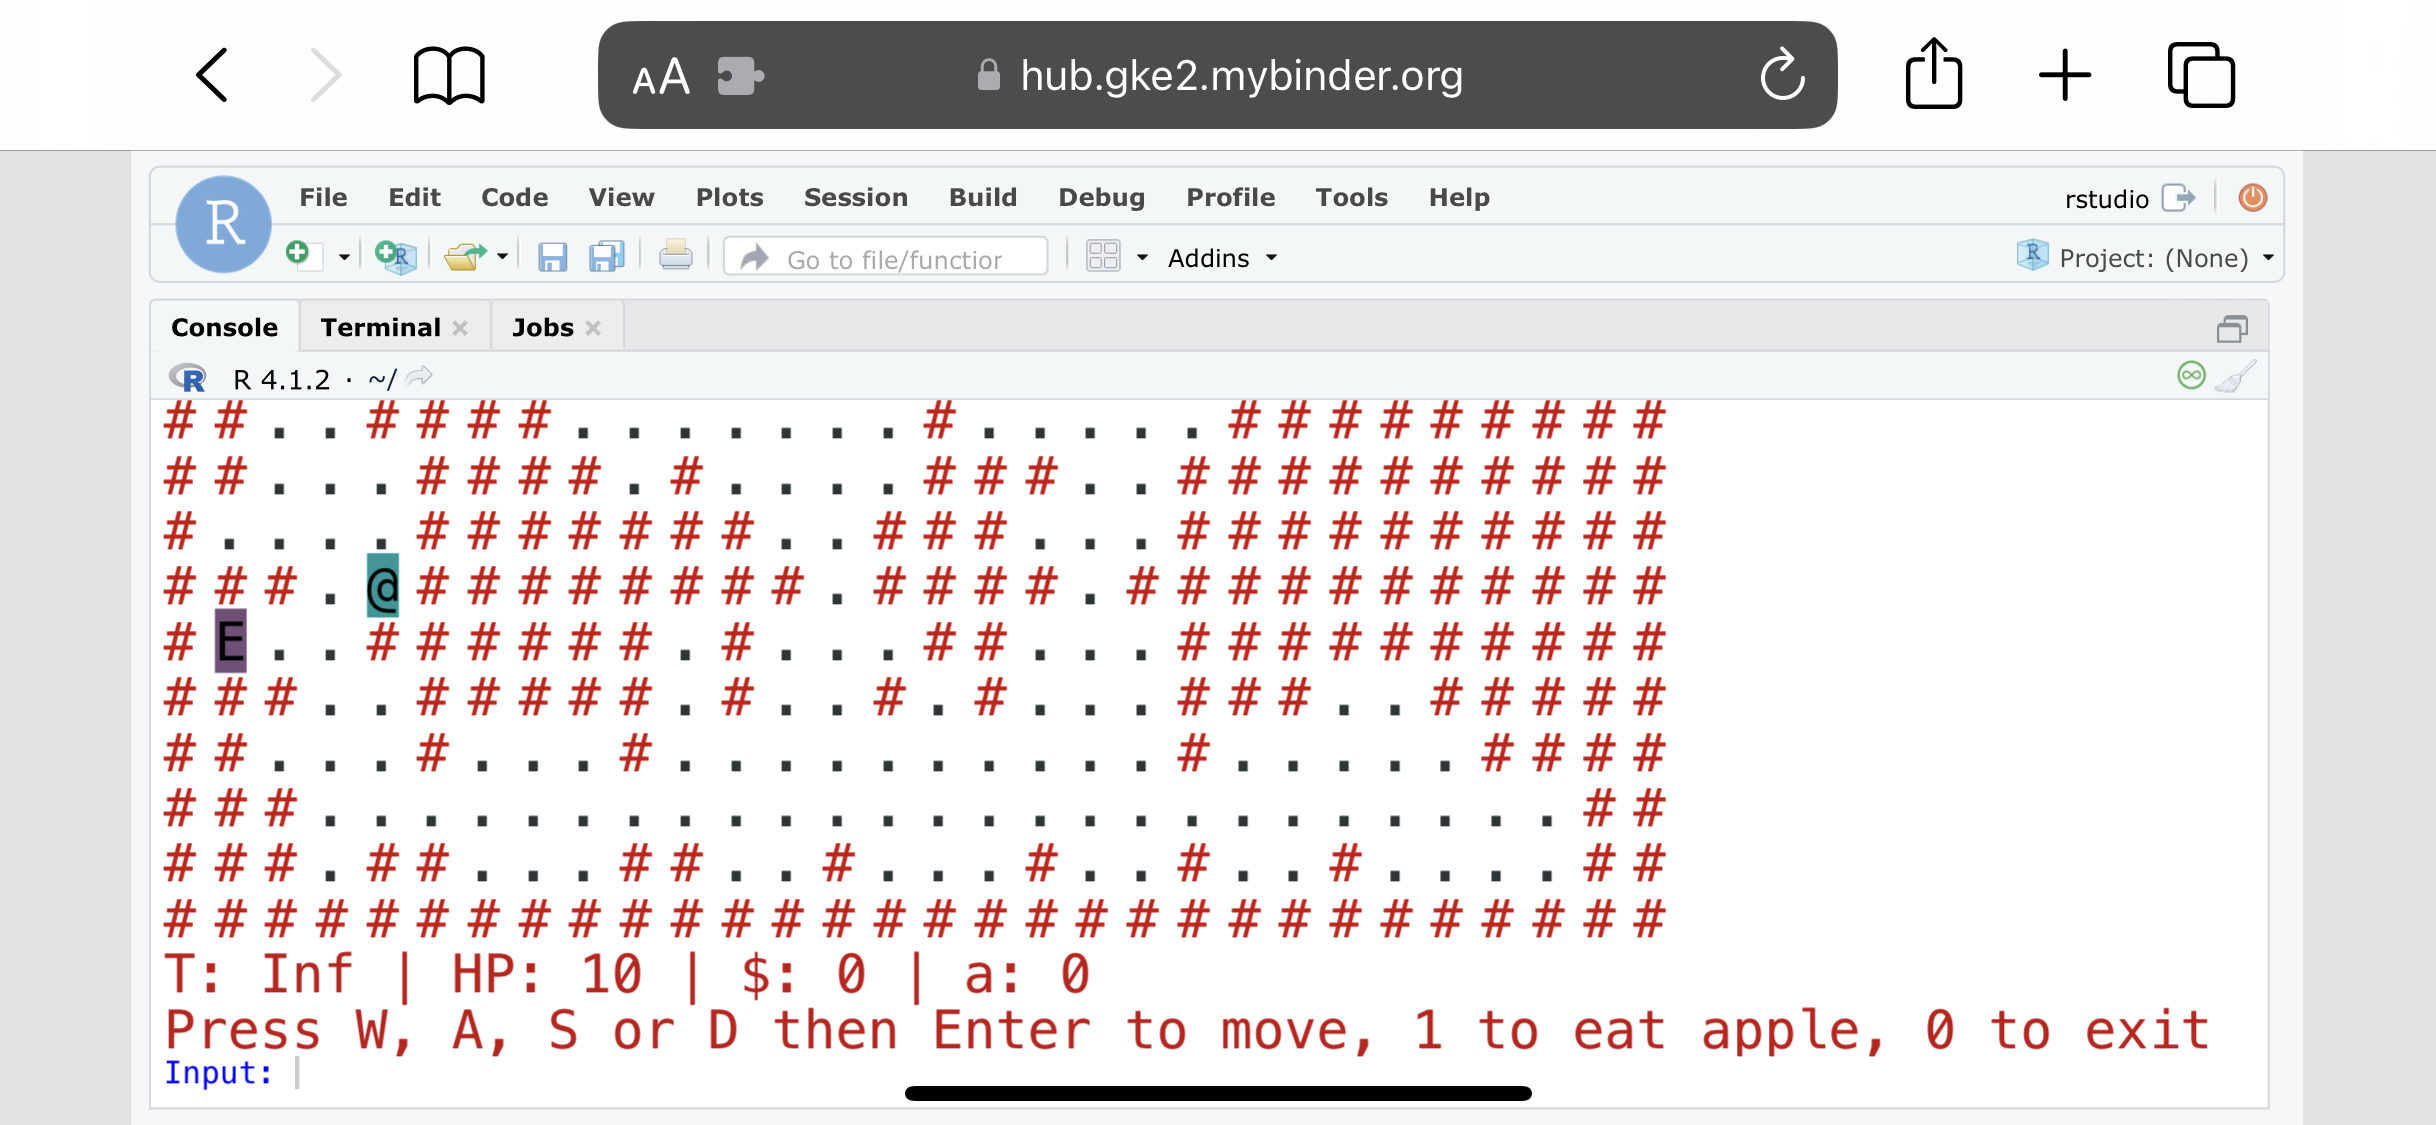 AA hub.gke2.mybinder.org
R File Edit Code View Plots Session Build Debug Profile Tools Help rstudio
Go to file/functior Addins R Project: (None)
Console Terminal Jobs
R R 4.1.2 · ~/
# # . . # # # # . . . . . . . # . . . . . # # # # # # # # #
# # . . . # # # # . # . . . . # # # . . # # # # # # # # # #
# . . . . # # # # # # # . . # # # . . . # # # # # # # # # #
# # # . @ # # # # # # # # . # # # # . # # # # # # # # # # #
# E . . # # # # # # . # . . . # # . . . # # # # # # # # # #
# # # . . # # # # # . # . . # . # . . . # # # . . # # # # #
# # . . . # . . . # . . . . . . . . . . # . . . . . # # # #
# # # . . . . . . . . . . . . . . . . . . . . . . . . . # #
# # # . # # . . . # # . . # . . . # . . # . . # . . . . # #
# # # # # # # # # # # # # # # # # # # # # # # # # # # # # #
T: Inf | HP: 10 | $: 0 | a: 0
Press W, A, S or D then Enter to move, 1 to eat apple, 0 to exit
Input: